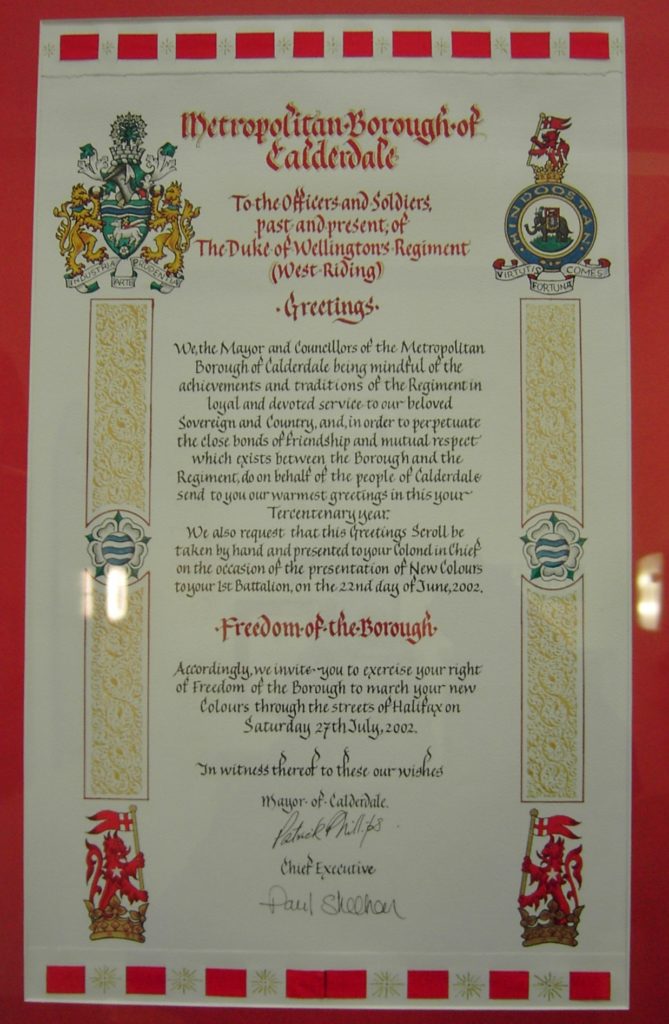 Metropolitan·Borough·of
Calderdale
INDUSTRIA ARTE PRUDENTIA
HINDOOSTAN
VIRTUTIS FORTUNA COMES
To·the·Officers·and·Soldiers,
past·and·present, of
The·Duke·of·Wellington's·Regiment
(West·Riding)
·Greetings·
We, the Mayor and Councillors of the Metropolitan
Borough of Calderdale being mindful of the
achievements and traditions of the Regiment in
loyal and devoted service to our beloved
Sovereign and Country, and, in order to perpetuate
the close bonds of friendship and mutual respect
which exists between the Borough and the
Regiment, do on behalf of the people of Calderdale
send to you our warmest greetings in this your
Tercentenary year.
We also request that this Greetings Scroll be
taken by hand and presented to your Colonel in Chief
on the occasion of the presentation of New Colours
to your 1st Battalion, on the 22nd day of June, 2002.
·Freedom·of·the·Borough·
Accordingly, we invite you to exercise your right
of Freedom of the Borough to march your new
Colours through the streets of Halifax on
Saturday 27th July, 2002.
In witness thereof to these our wishes
Mayor·of·Calderdale.
Patrick Phillips
Chief Executive
Paul Sheehan